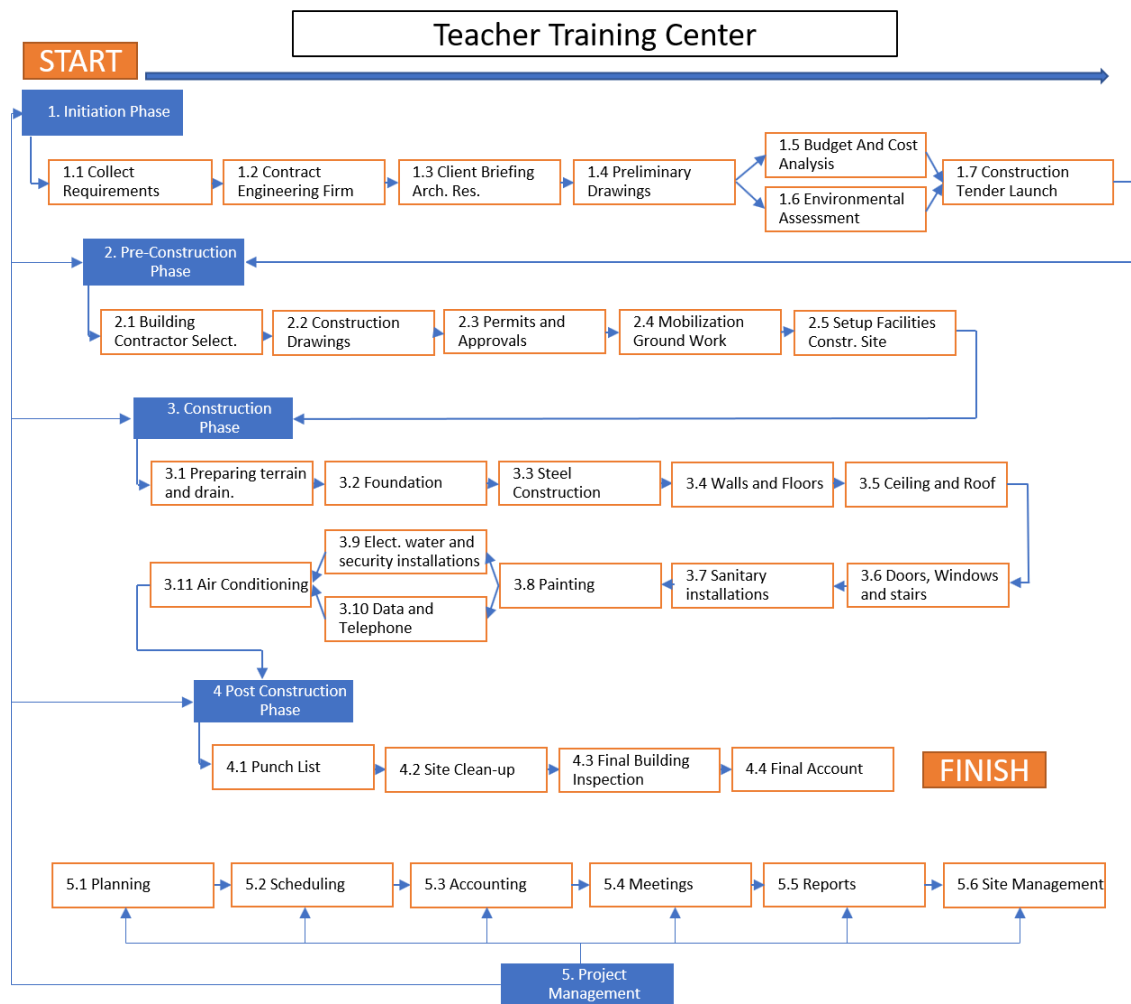 Teacher Training Center
START
1. Initiation Phase
1.1 Collect
Requirements
1.2 Contract
Engineering Firm
1.3 Client Briefing
Arch. Res.
1.4 Preliminary
Drawings
1.5 Budget And Cost
Analysis
1.6 Environmental
Assessment
1.7 Construction
Tender Launch
2. Pre-Construction
Phase
2.1 Building
Contractor Select.
2.2 Construction
Drawings
2.3 Permits and
Approvals
2.4 Mobilization
Ground Work
2.5 Setup Facilities
Constr. Site
3. Construction
Phase
3.1 Preparing terrain
and drain.
3.2 Foundation
3.3 Steel
Construction
3.4 Walls and Floors
3.5 Ceiling and Roof
3.6 Doors, Windows
and stairs
3.7 Sanitary
installations
3.8 Painting
3.9 Elect. water and
security installations
3.10 Data and
Telephone
3.11 Air Conditioning
4 Post Construction
Phase
4.1 Punch List
4.2 Site Clean-up
4.3 Final Building
Inspection
4.4 Final Account
FINISH
5.1 Planning
5.2 Scheduling
5.3 Accounting
5.4 Meetings
5.5 Reports
5.6 Site Management
5. Project
Management